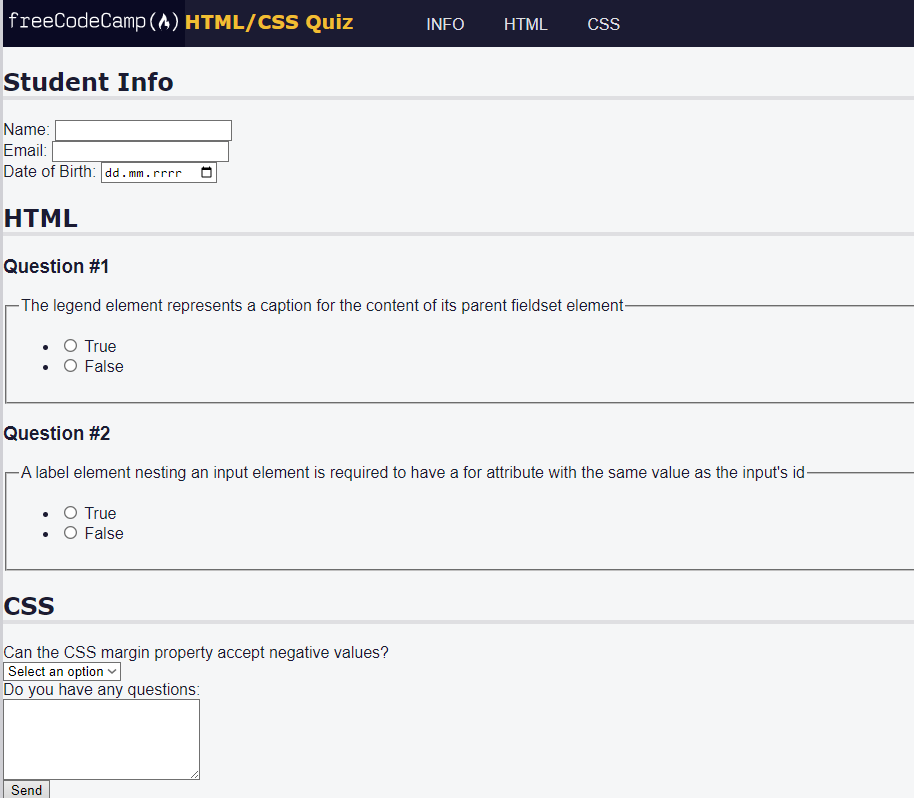 freeCodeCamp HTML/CSS Quiz INFO HTML CSS
Student Info
Name:
Email:
Date of Birth: dd.mm.rrrr
HTML
Question #1
The legend element represents a caption for the content of its parent fieldset element
True
False
Question #2
A label element nesting an input element is required to have a for attribute with the same value as the input's id
True
False
CSS
Can the CSS margin property accept negative values?
Select an option
Do you have any questions:
Send